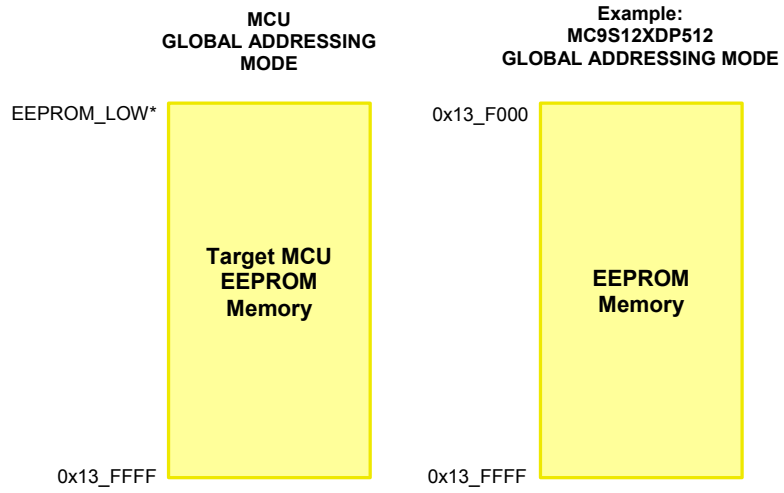 MCU
GLOBAL ADDRESSING
MODE
EEPROM_LOW*
Target MCU
EEPROM
Memory
0x13_FFFF
Example:
MC9S12XDP512
GLOBAL ADDRESSING MODE
0x13_F000
EEPROM
Memory
0x13_FFFF